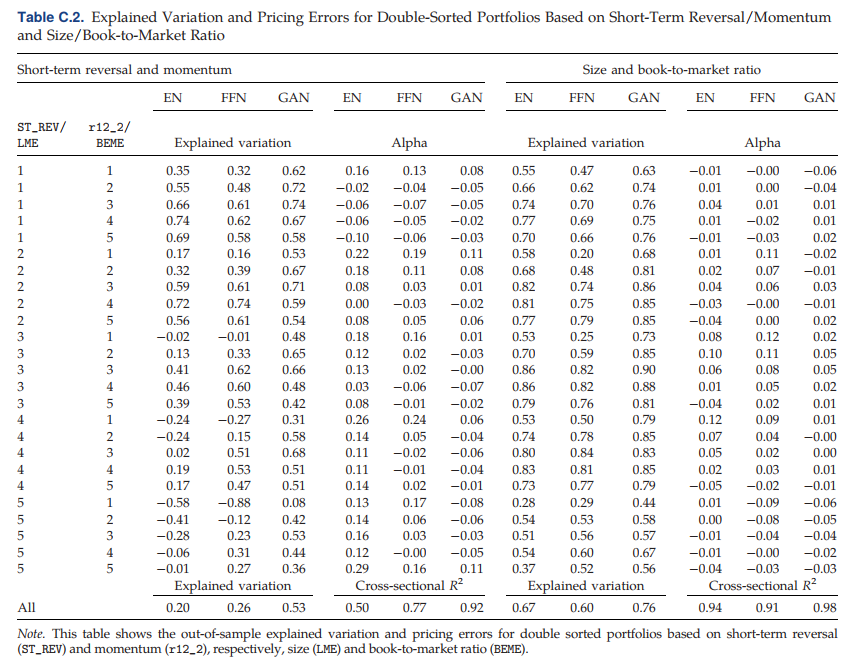 Table C.2. Explained Variation and Pricing Errors for Double-Sorted Portfolios Based on Short-Term Reversal/Momentum
and Size/Book-to-Market Ratio
Short-term reversal and momentum Size and book-to-market ratio
EN FFN GAN EN FFN GAN EN FFN GAN EN FFN GAN
ST_REV/ r12_2/
LME BEME Explained variation Alpha Explained variation Alpha
1 1 0.35 0.32 0.62 0.16 0.13 0.08 0.55 0.47 0.63 −0.01 −0.00 −0.06
1 2 0.55 0.48 0.72 −0.02 −0.04 −0.05 0.66 0.62 0.74 0.01 0.00 −0.04
1 3 0.66 0.61 0.74 −0.06 −0.07 −0.05 0.74 0.70 0.76 0.04 0.01 0.01
1 4 0.74 0.62 0.67 −0.06 −0.05 −0.02 0.77 0.69 0.75 0.01 −0.02 0.01
1 5 0.69 0.58 0.58 −0.10 −0.06 −0.03 0.70 0.66 0.76 −0.01 −0.03 0.02
2 1 0.17 0.16 0.53 0.22 0.19 0.11 0.58 0.20 0.68 0.01 0.11 −0.02
2 2 0.32 0.39 0.67 0.18 0.11 0.08 0.68 0.48 0.81 0.02 0.07 −0.01
2 3 0.59 0.61 0.71 0.08 0.03 0.01 0.82 0.74 0.86 0.04 0.06 0.03
2 4 0.72 0.74 0.59 0.00 −0.03 −0.02 0.81 0.75 0.85 −0.03 −0.00 −0.01
2 5 0.56 0.61 0.54 0.08 0.05 0.06 0.77 0.79 0.85 −0.04 0.00 0.02
3 1 −0.02 −0.01 0.48 0.18 0.16 0.01 0.53 0.25 0.73 0.08 0.12 0.02
3 2 0.13 0.33 0.65 0.12 0.02 −0.03 0.70 0.59 0.85 0.10 0.11 0.05
3 3 0.41 0.62 0.66 0.13 0.02 −0.00 0.86 0.82 0.90 0.06 0.08 0.05
3 4 0.46 0.60 0.48 0.03 −0.06 −0.07 0.86 0.82 0.88 0.01 0.05 0.02
3 5 0.39 0.53 0.42 0.08 −0.01 −0.02 0.79 0.76 0.81 −0.04 0.02 0.01
4 1 −0.24 −0.27 0.31 0.26 0.24 0.06 0.53 0.50 0.79 0.12 0.09 0.01
4 2 −0.24 0.15 0.58 0.14 0.05 −0.04 0.74 0.78 0.85 0.07 0.04 −0.00
4 3 0.02 0.51 0.68 0.11 −0.02 −0.06 0.80 0.84 0.83 0.05 0.02 0.00
4 4 0.19 0.53 0.51 0.11 −0.01 −0.04 0.83 0.81 0.85 0.02 0.03 0.01
4 5 0.17 0.47 0.51 0.14 0.02 −0.01 0.73 0.77 0.79 −0.05 −0.02 −0.01
5 1 −0.58 −0.88 0.08 0.13 0.17 −0.08 0.28 0.29 0.44 0.01 −0.09 −0.06
5 2 −0.41 −0.12 0.42 0.14 0.06 −0.06 0.54 0.53 0.58 0.00 −0.08 −0.05
5 3 −0.28 0.23 0.53 0.16 0.03 −0.03 0.51 0.56 0.57 −0.01 −0.04 −0.04
5 4 −0.06 0.31 0.44 0.12 −0.00 −0.05 0.54 0.60 0.67 −0.01 −0.00 −0.02
5 5 −0.01 0.27 0.36 0.29 0.16 0.11 0.37 0.52 0.56 −0.04 −0.03 −0.03
Explained variation Cross-sectional R² Explained variation Cross-sectional R²
All 0.20 0.26 0.53 0.50 0.77 0.92 0.67 0.60 0.76 0.94 0.91 0.98
Note. This table shows the out-of-sample explained variation and pricing errors for double sorted portfolios based on short-term reversal
(ST_REV) and momentum (r12_2), respectively, size (LME) and book-to-market ratio (BEME).